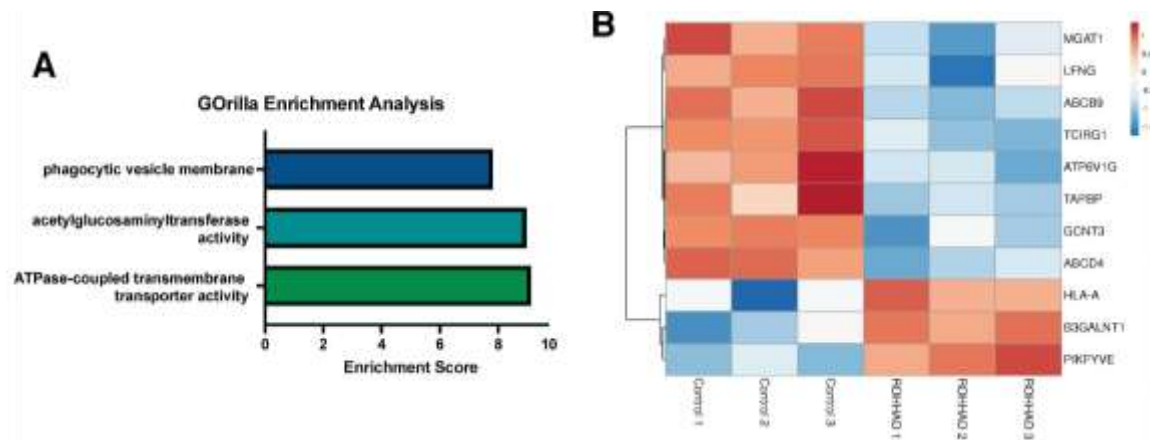 A
GOrilla Enrichment Analysis
phagocytic vesicle membrane
acetylglucosaminyltransferase
activity
ATPase-coupled transmembrane
transporter activity
0 2 4 6 8 10
Enrichment Score
B
MGAT1
LFNG
ABCB9
TCIRG1
ATP6V1G
TAPBP
GCNT3
ABCD4
HLA-A
B3GALNT1
PIKFYVE
Control 1
Control 2
Control 3
ROHHAD 1
ROHHAD 2
ROHHAD 3